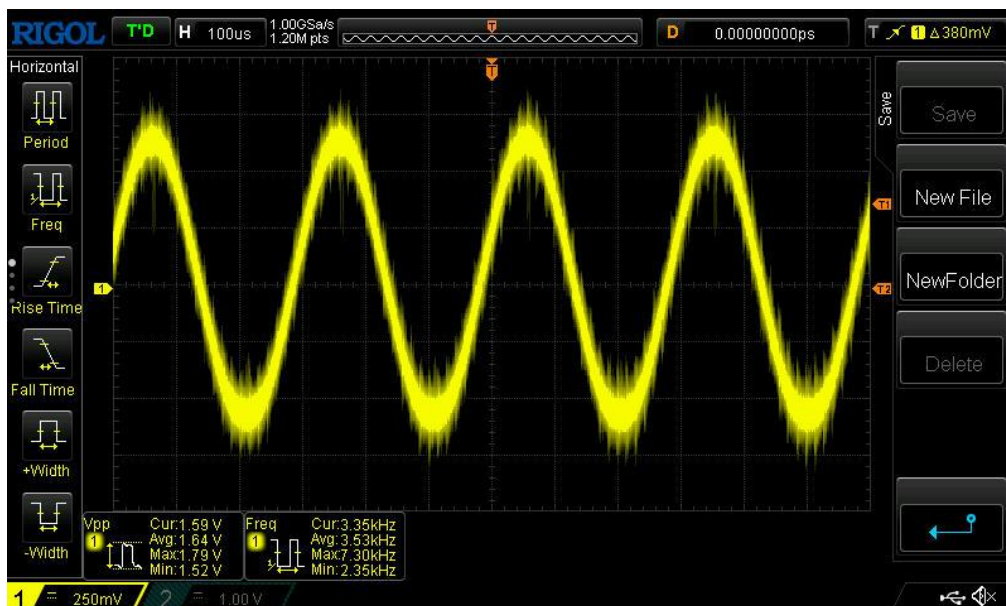 RIGOL T'D H 100us 1.00GSa/s D 0.00000000ps T 1 Δ380mV
1.20M pts
Horizontal
Period
Freq
Rise Time
Fall Time
+Width
-Width
T
1
T1
T2
Save
Save
New File
NewFolder
Delete
Vpp Cur:1.59 V
1 Avg:1.64 V
Max:1.79 V
Min:1.52 V
Freq Cur:3.35kHz
1 Avg:3.53kHz
Max:7.30kHz
Min:2.35kHz
1 = 250mV 2 = 1.00 V